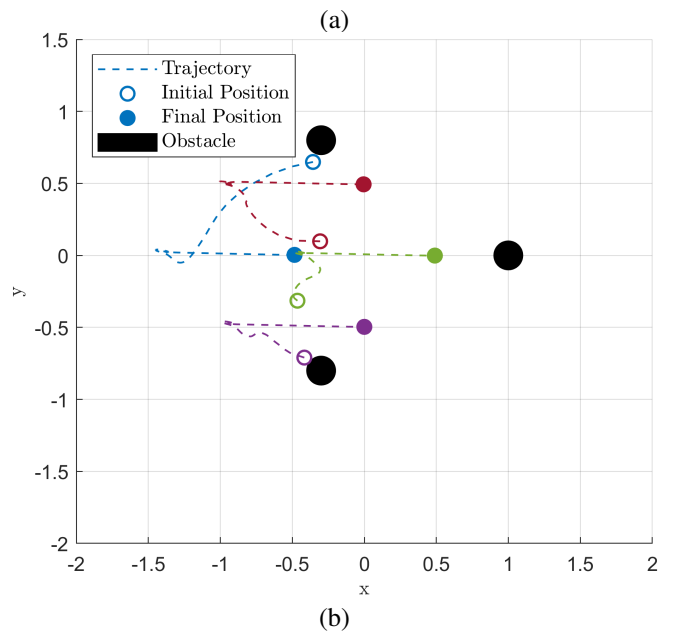 (a)
1.5
Trajectory
Initial Position
Final Position
Obstacle
1
0.5
0
-0.5
-1
-1.5
-2
y
-2 -1.5 -1 -0.5 0 0.5 1 1.5 2
x
(b)